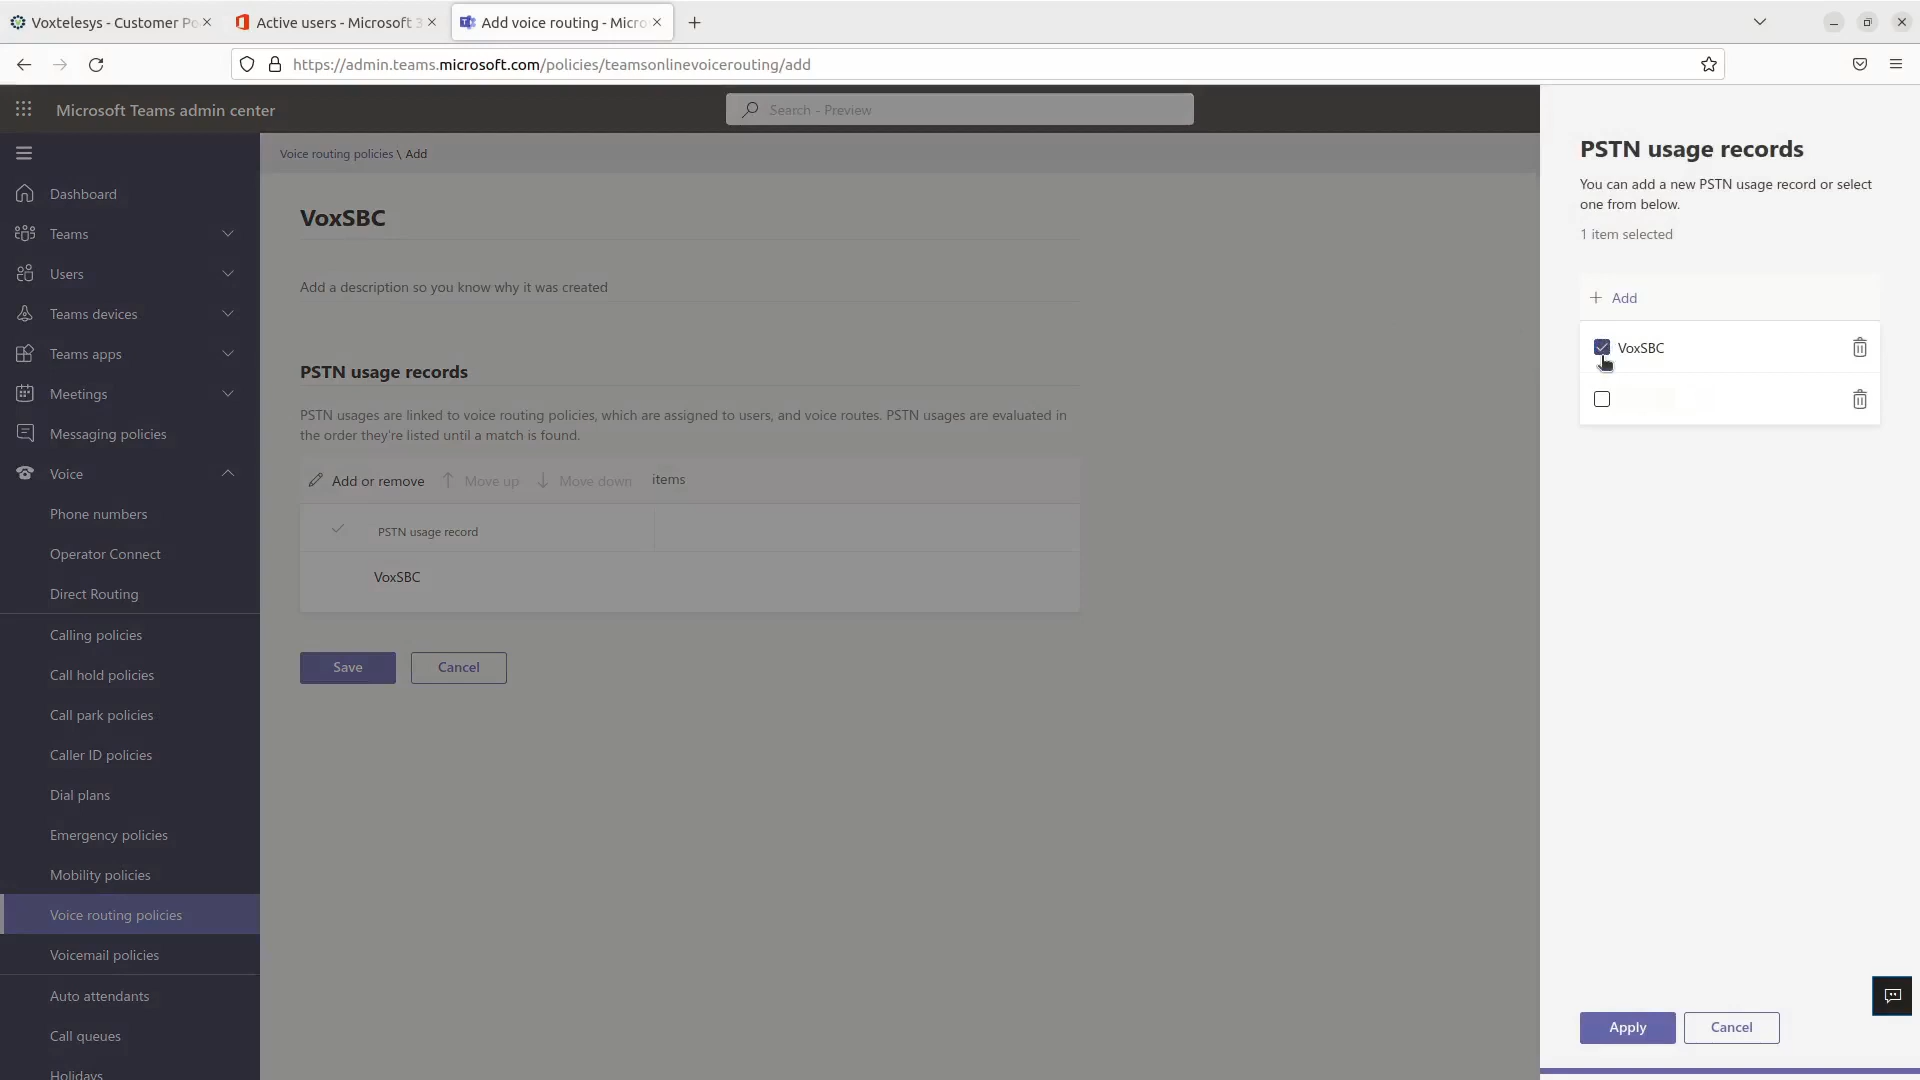 Voxtelesys - Customer Po
Active users - Microsoft 3
Add voice routing - Micro
https://admin.teams.microsoft.com/policies/teamsonlinevoicerouting/add
Microsoft Teams admin center
Search - Preview
Voice routing policies \ Add
Dashboard
Teams
Users
Teams devices
Teams apps
Meetings
Messaging policies
Voice
Phone numbers
Operator Connect
Direct Routing
Calling policies
Call hold policies
Call park policies
Caller ID policies
Dial plans
Emergency policies
Mobility policies
Voice routing policies
Voicemail policies
Auto attendants
Call queues
Holidays
VoxSBC
Add a description so you know why it was created
PSTN usage records
PSTN usages are linked to voice routing policies, which are assigned to users, and voice routes. PSTN usages are evaluated in
the order they're listed until a match is found.
Add or remove
Move up
Move down
items
PSTN usage record
VoxSBC
Save
Cancel
PSTN usage records
You can add a new PSTN usage record or select
one from below.
1 item selected
Add
VoxSBC
Apply
Cancel